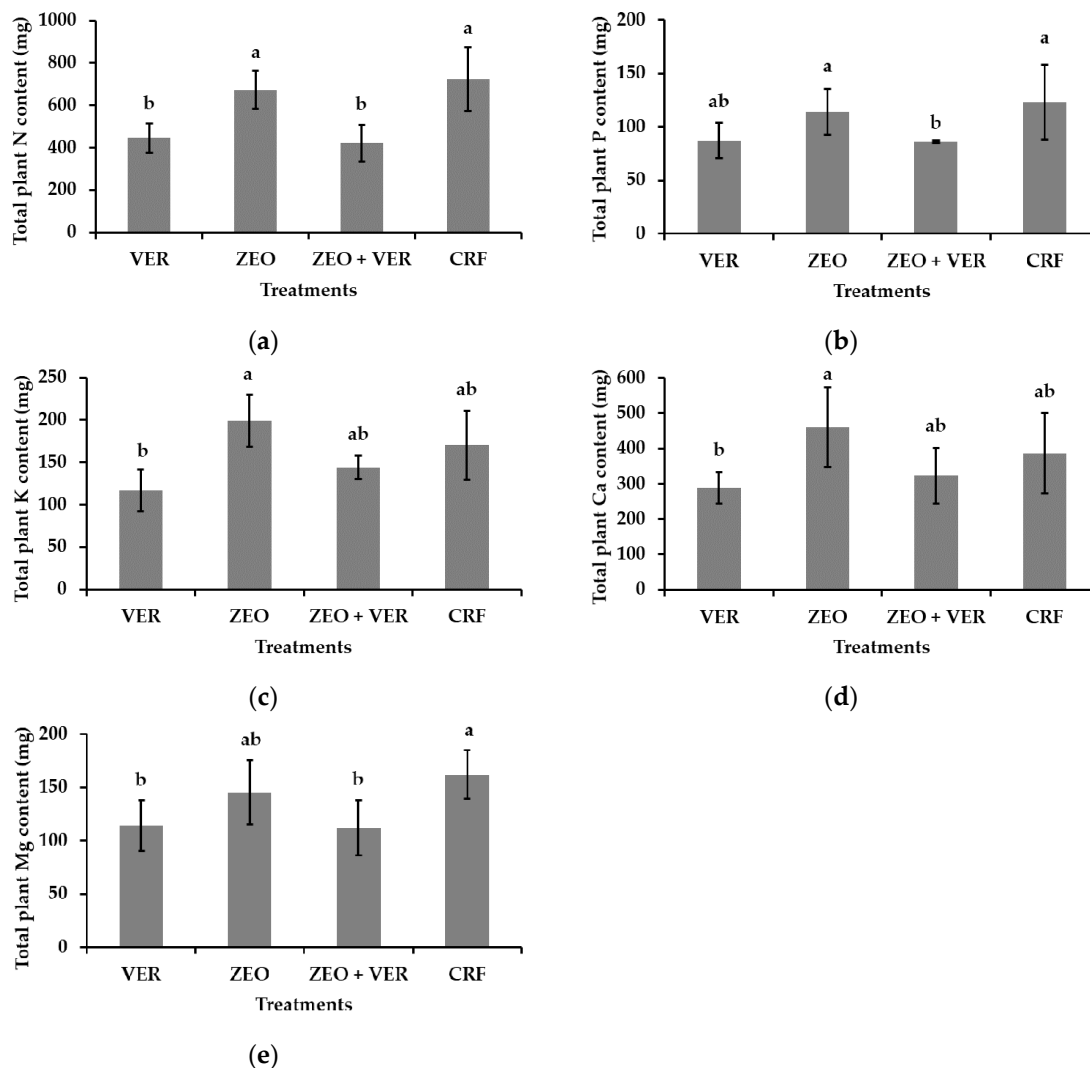 Total plant N content (mg)
1000
800
600
400
200
0
b
a
b
a
VER
ZEO
ZEO + VER
CRF
Treatments
(a)
Total plant P content (mg)
200
150
100
50
0
ab
a
b
a
VER
ZEO
ZEO + VER
CRF
Treatments
(b)
Total plant K content (mg)
250
200
150
100
50
0
b
a
ab
ab
VER
ZEO
ZEO + VER
CRF
Treatments
(c)
Total plant Ca content (mg)
600
500
400
300
200
100
0
b
a
ab
ab
VER
ZEO
ZEO + VER
CRF
Treatments
(d)
Total plant Mg content (mg)
200
150
100
50
0
b
ab
b
a
VER
ZEO
ZEO + VER
CRF
Treatments
(e)